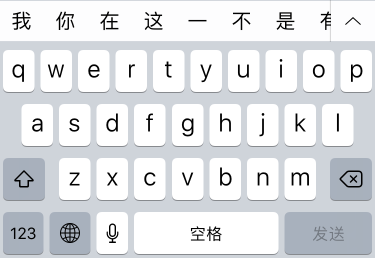 我 你 在 这 一 不 是 有
q w e r t y u i o p
a s d f g h j k l
z x c v b n m
123 空格 发送